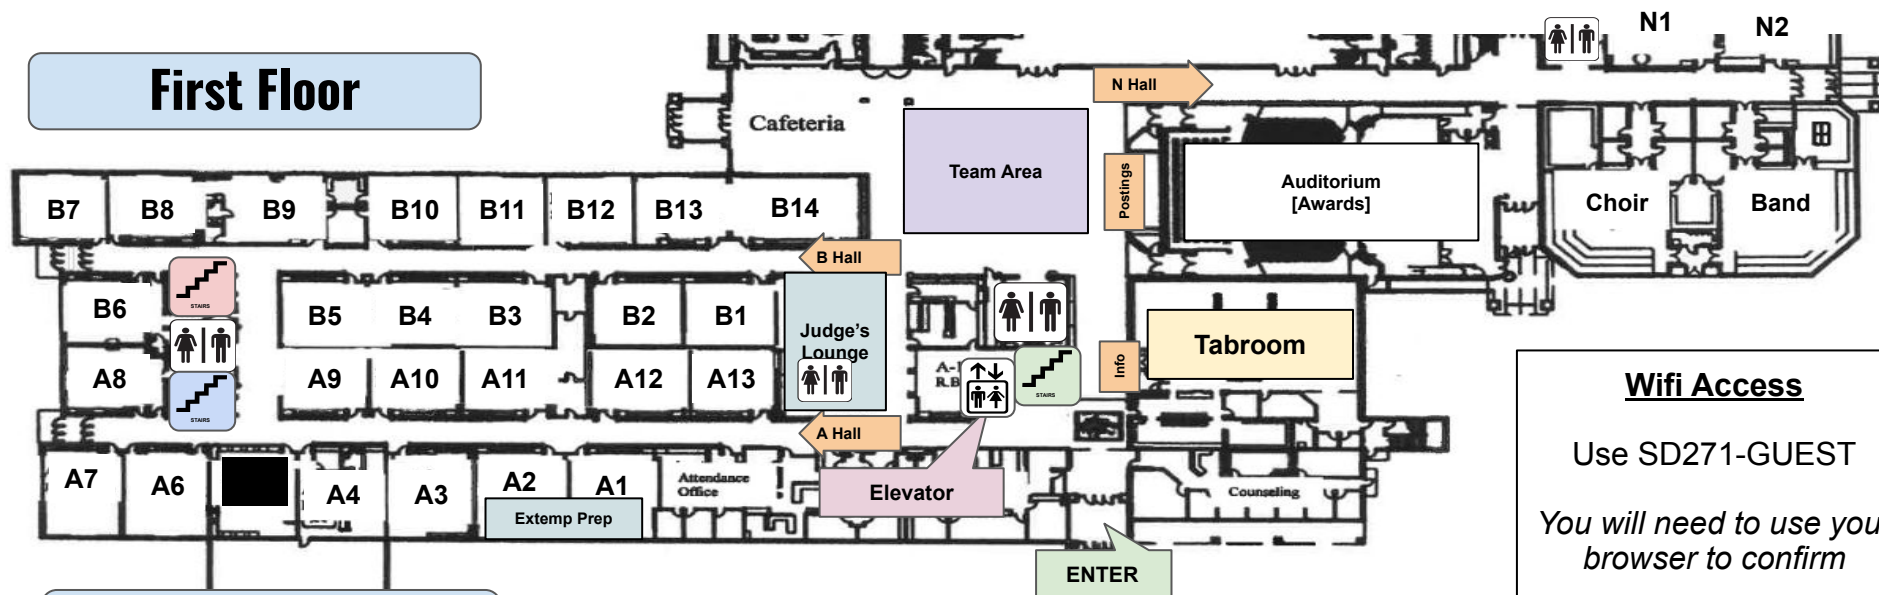 First Floor
N1
N2
N Hall
Cafeteria
Team Area
Postings
Auditorium
[Awards]
Choir
Band
B7
B8
B9
B10
B11
B12
B13
B14
B Hall
STAIRS
B6
B5
B4
B3
B2
B1
Judge's
Lounge
Tabroom
Info
A8
A9
A10
A11
A12
A13
STAIRS
STAIRS
A Hall
A7
A6
A4
A3
A2
A1
Extemp Prep
Attendance
Office
Elevator
Counseling
ENTER
Wifi Access
Use SD271-GUEST
You will need to use you
browser to confirm